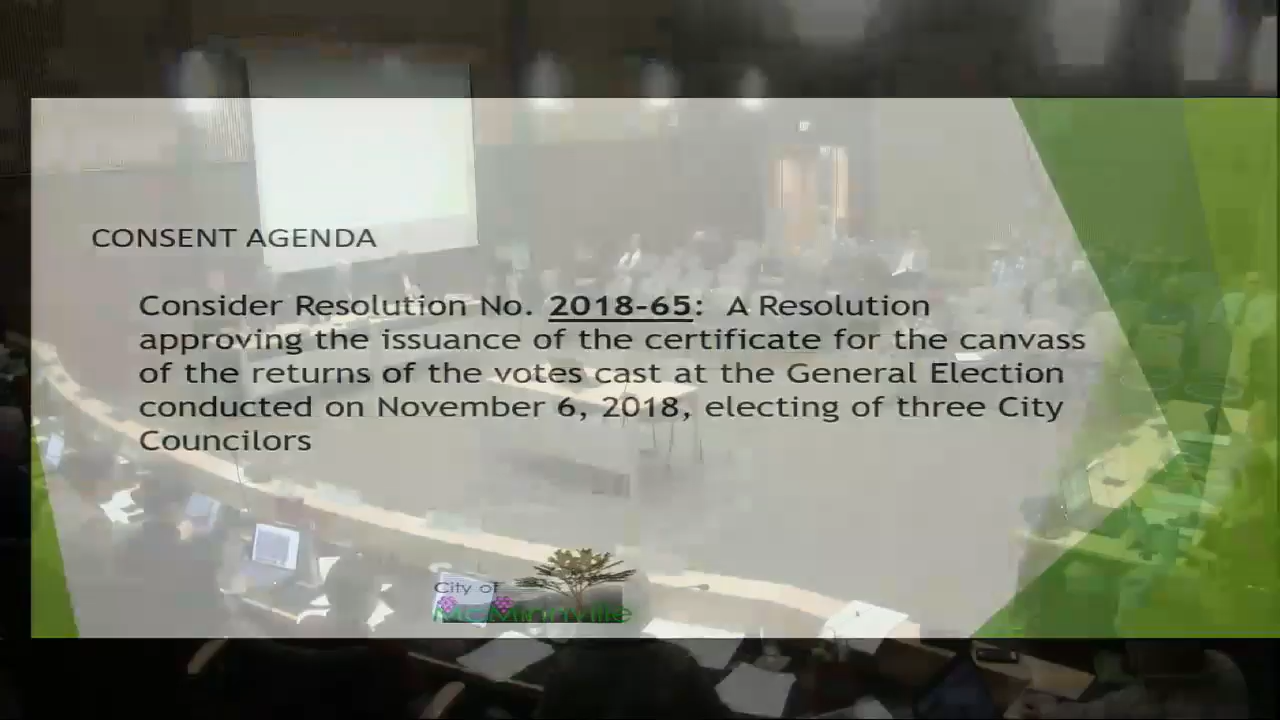 CONSENT AGENDA
Consider Resolution No. 2018-65: A Resolution
approving the issuance of the certificate for the canvass
of the returns of the votes cast at the General Election
conducted on November 6, 2018, electing of three City
Councilors
City of
McMinnville